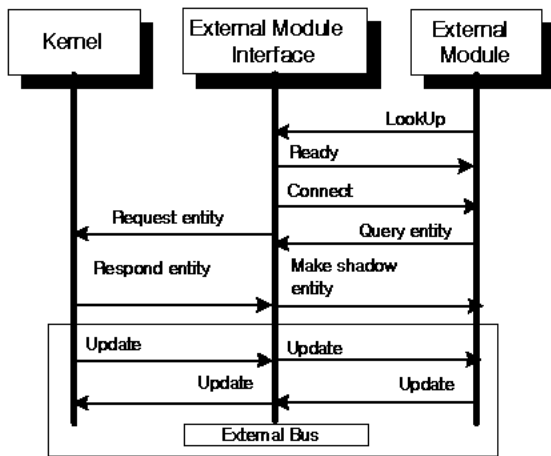 Kernel
External Module
Interface
External
Module
LookUp
Ready
Connect
Request entity
Query entity
Respond entity
Make shadow
entity
Update
Update
Update
Update
External Bus